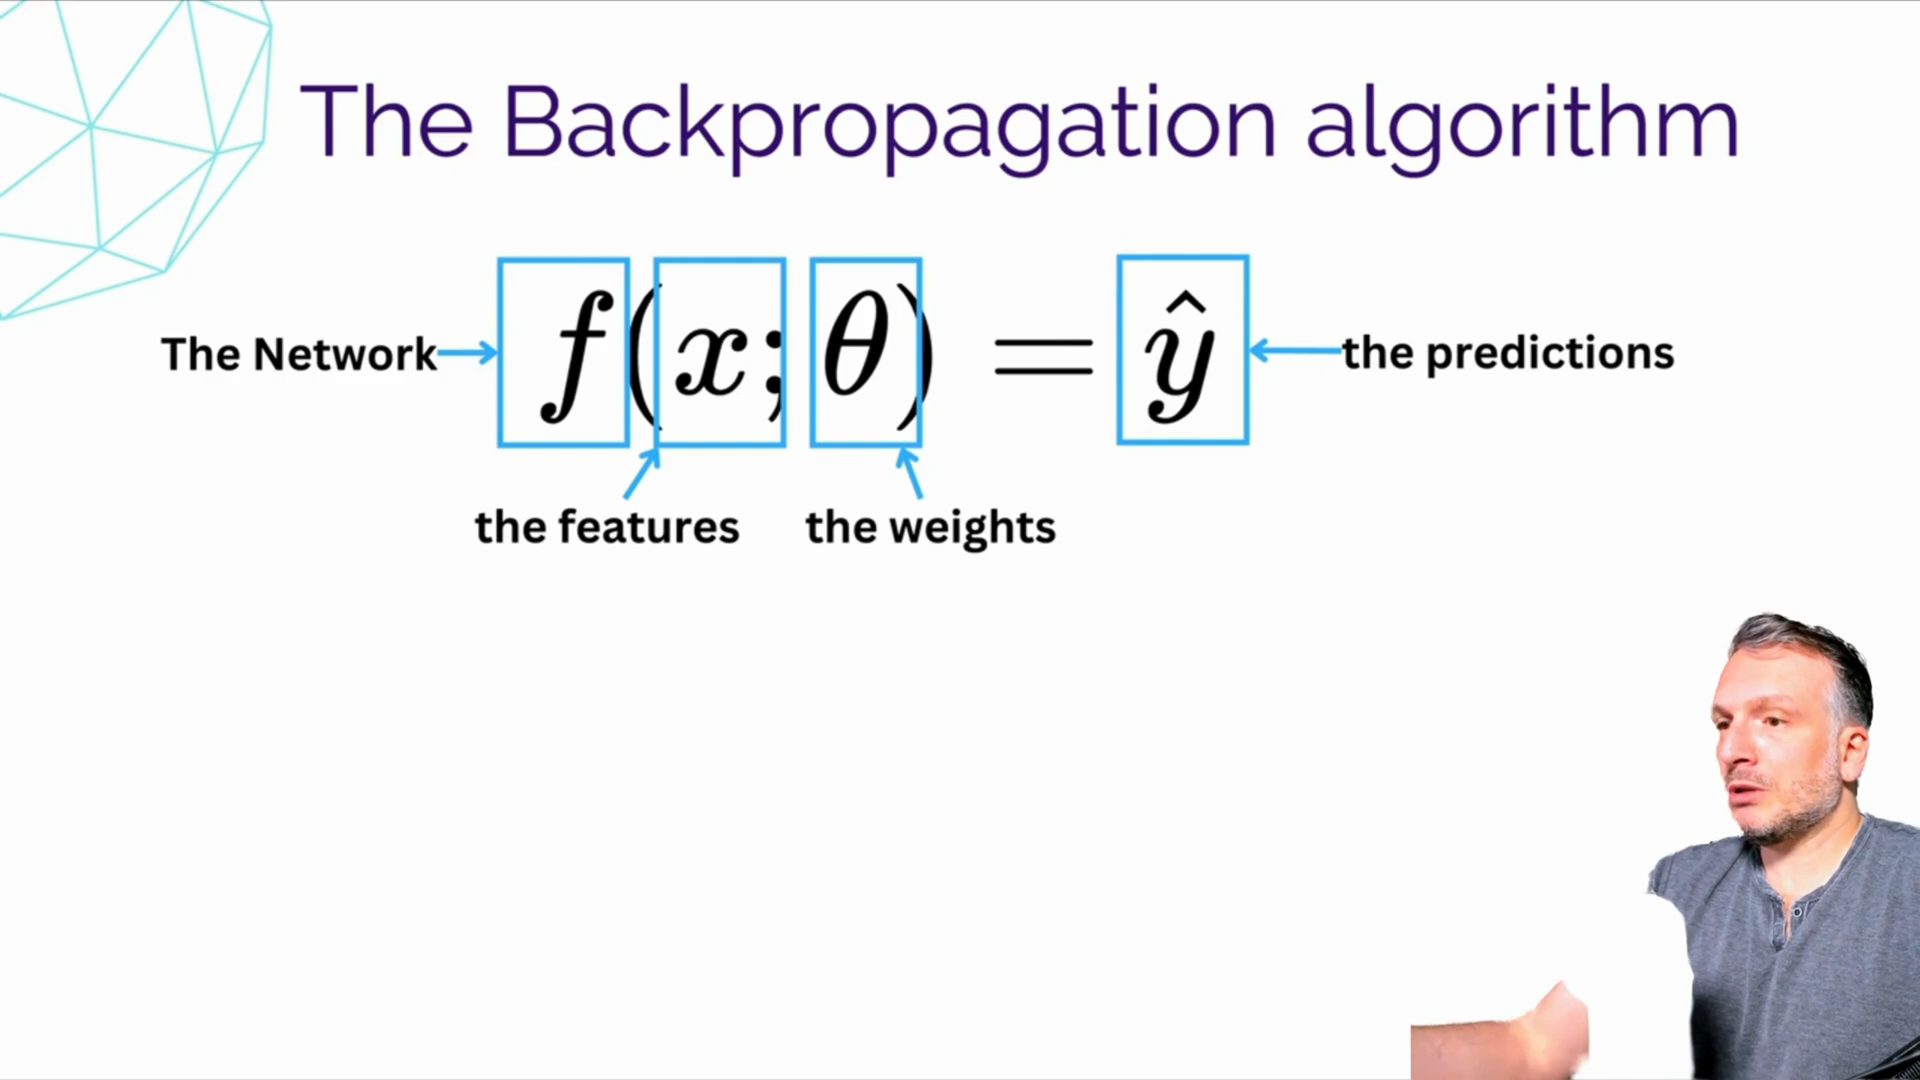 The Backpropagation algorithm
The Network f(x; θ) = ŷ the predictions
the features the weights